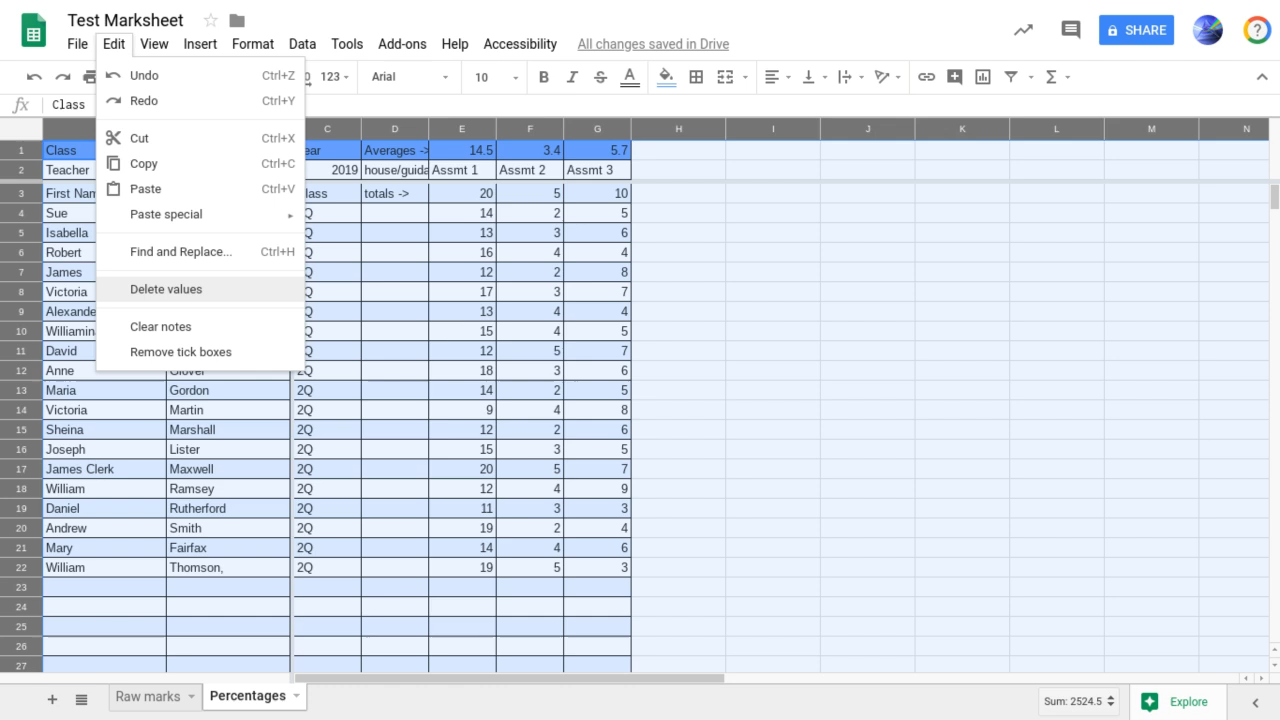 Test Marksheet
File Edit View Insert Format Data Tools Add-ons Help Accessibility All changes saved in Drive
SHARE
123 Arial 10
fx Class
Undo Ctrl+Z
Redo Ctrl+Y
Cut Ctrl+X
Copy Ctrl+C
Paste Ctrl+V
Paste special
Find and Replace... Ctrl+H
Delete values
Clear notes
Remove tick boxes
C D E F G H I J K L M N
1 Class Averages -> 14.5 3.4 5.7
2 Teacher 2019 house/guida Assmt 1 Assmt 2 Assmt 3
3 First Nam totals -> 20 5 10
4 Sue 14 2 5
5 Isabella 13 3 6
6 Robert 16 4 4
7 James 12 2 8
8 Victoria 17 3 7
9 Alexande 13 4 4
10 Williamin 15 4 5
11 David 12 5 7
12 Anne Glover 2Q 18 3 6
13 Maria Gordon 2Q 14 2 5
14 Victoria Martin 2Q 9 4 8
15 Sheina Marshall 2Q 12 2 6
16 Joseph Lister 2Q 15 3 5
17 James Clerk Maxwell 2Q 20 5 7
18 William Ramsey 2Q 12 4 9
19 Daniel Rutherford 2Q 11 3 3
20 Andrew Smith 2Q 19 2 4
21 Mary Fairfax 2Q 14 4 6
22 William Thomson, 2Q 19 5 3
23
24
25
26
27
Raw marks Percentages Sum: 2524.5 Explore